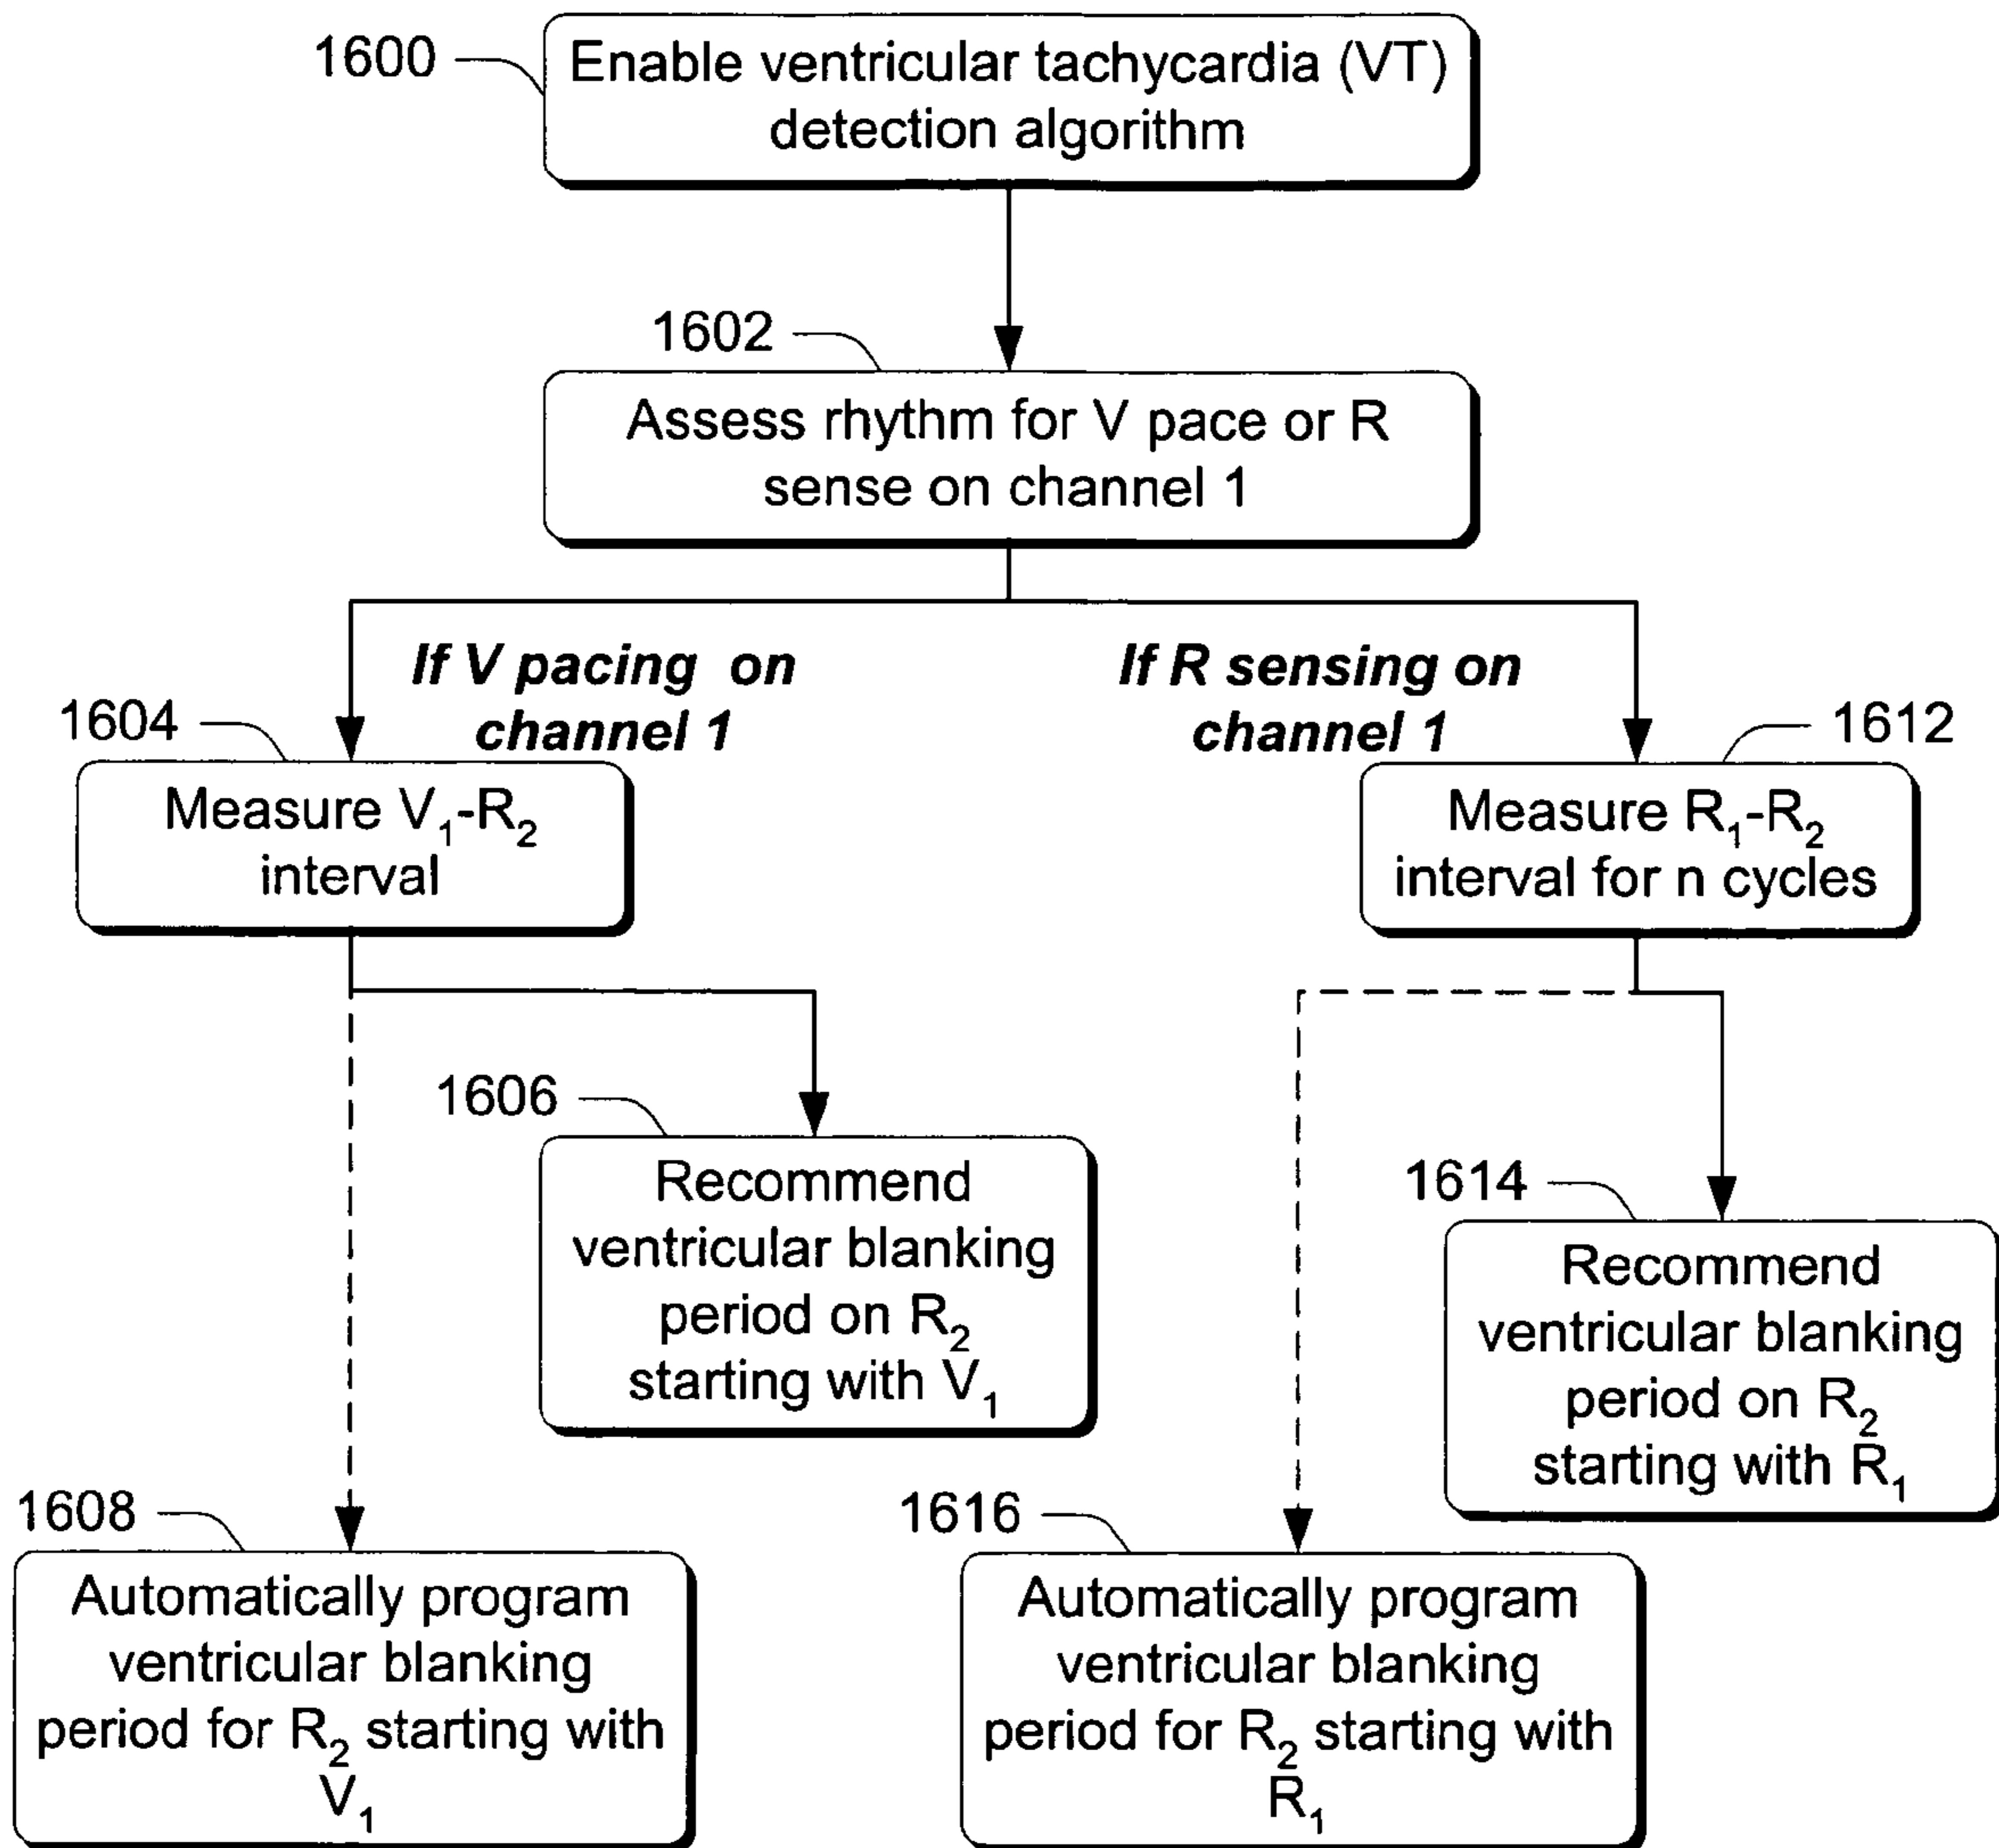 1600
Enable ventricular tachycardia (VT)
detection algorithm
1602
Assess rhythm for V pace or R
sense on channel 1
If V pacing on
channel 1
If R sensing on
channel 1
1604
Measure V₁-R₂
interval
1612
Measure R₁-R₂
interval for n cycles
1606
Recommend
ventricular blanking
period on R₂
starting with V₁
1614
Recommend
ventricular blanking
period on R₂
starting with R₁
1608
Automatically program
ventricular blanking
period for R₂ starting with
V₁
1616
Automatically program
ventricular blanking
period for R₂ starting with
R₁